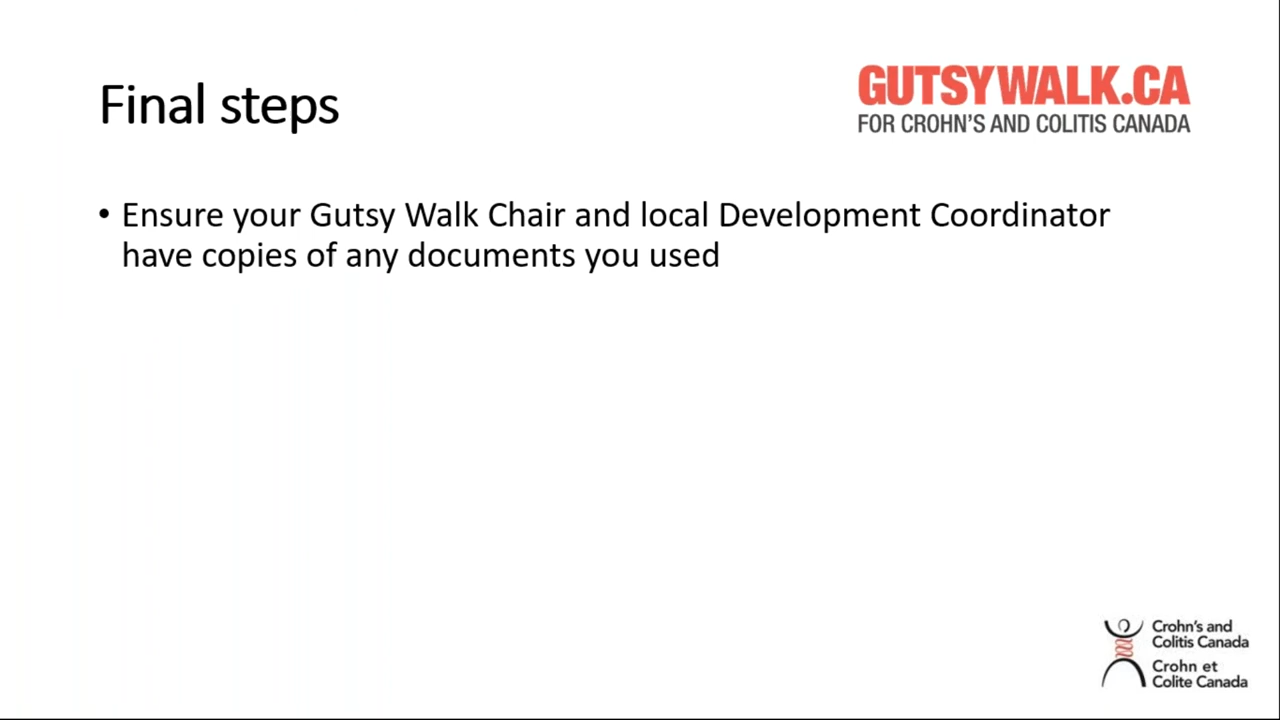 Final steps
GUTSYWALK.CA
FOR CROHN'S AND COLITIS CANADA
• Ensure your Gutsy Walk Chair and local Development Coordinator
have copies of any documents you used
Crohn's and
Colitis Canada
Crohn et
Colite Canada